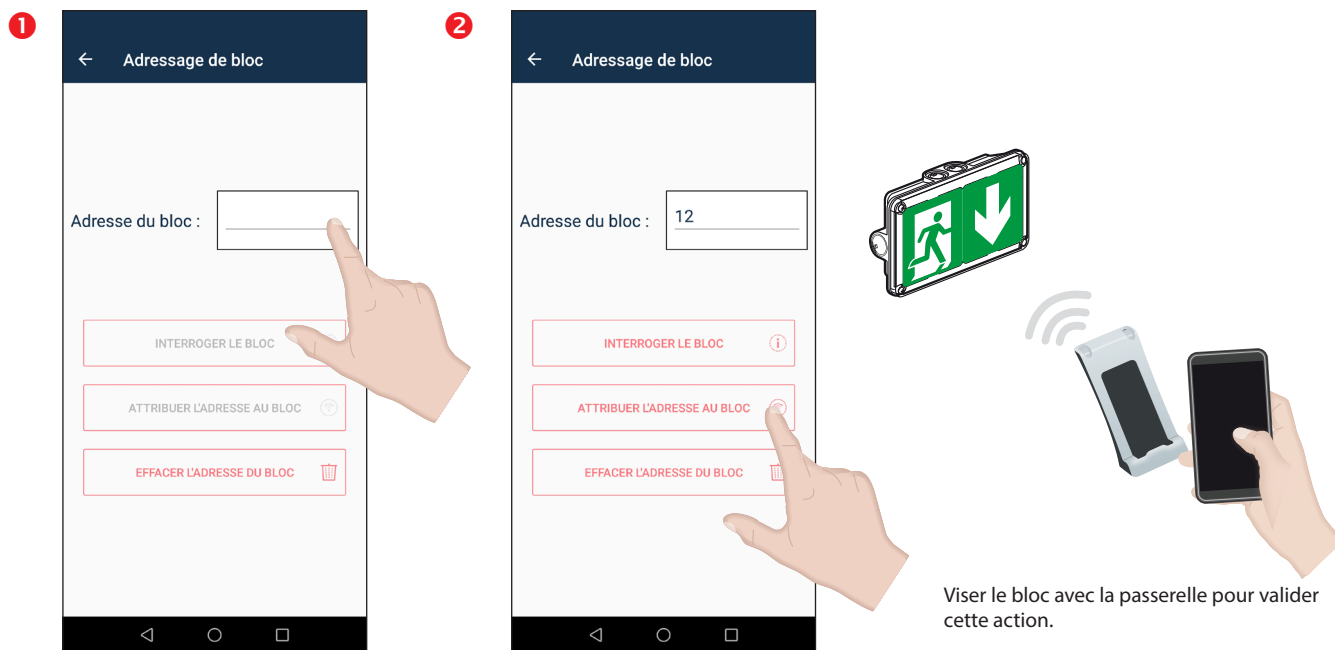 1
Adressage de bloc
Adresse du bloc :
INTERROGER LE BLOC
ATTRIBUER L'ADRESSE AU BLOC
EFFACER L'ADRESSE DU BLOC
2
Adressage de bloc
Adresse du bloc :
12
INTERROGER LE BLOC
ATTRIBUER L'ADRESSE AU BLOC
EFFACER L'ADRESSE DU BLOC
Viser le bloc avec la passerelle pour valider
cette action.